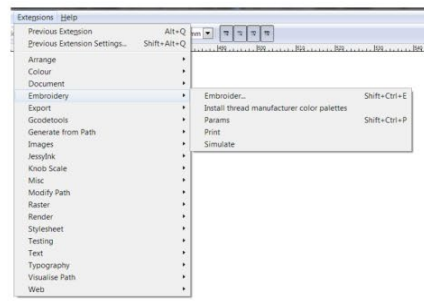 Extensions Help
Previous Extension Alt+Q
Previous Extension Settings... Shift+Alt+Q
Arrange
Colour
Document
Embroidery
Export
Gcodetools
Generate from Path
Images
JessyInk
Knob Scale
Misc
Modify Path
Raster
Render
Stylesheet
Testing
Text
Typography
Visualise Path
Web
Embroider... Shift+Ctrl+E
Install thread manufacturer color palettes
Params Shift+Ctrl+P
Print
Simulate